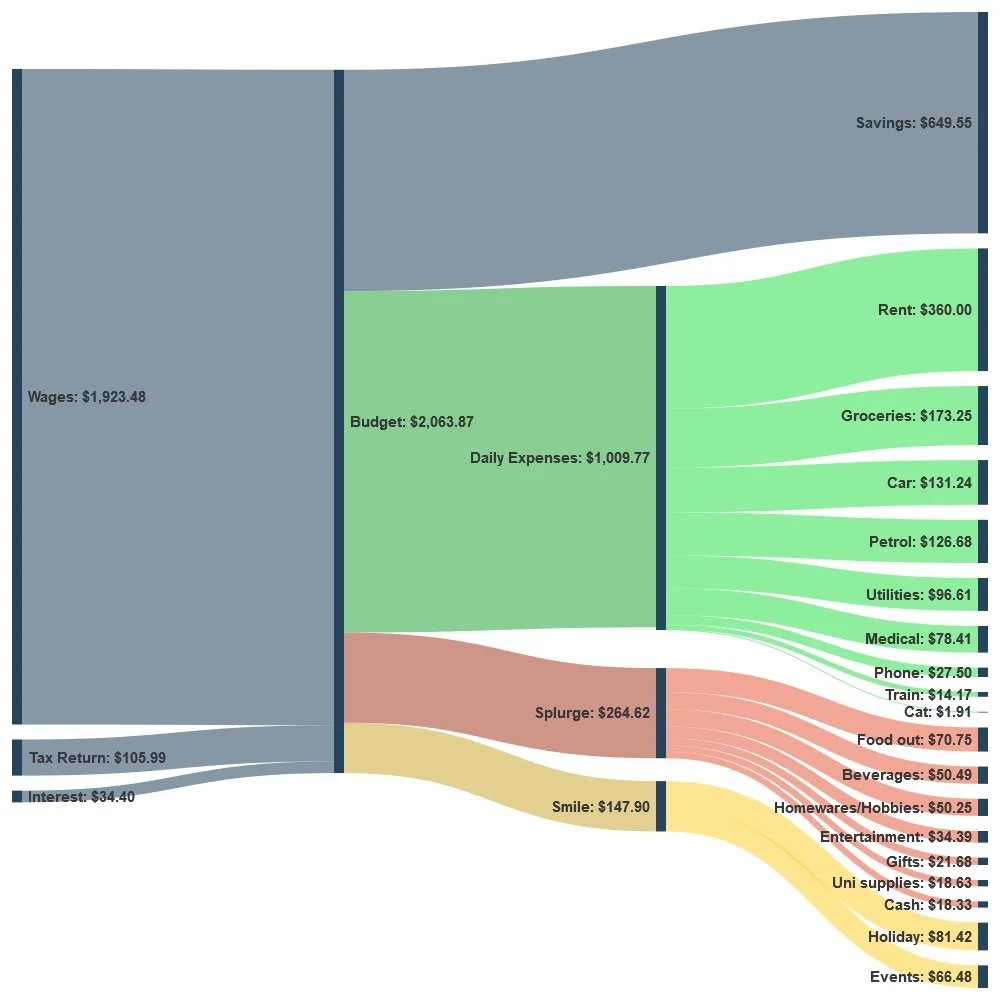 Wages: $1,923.48
Tax Return: $105.99
Interest: $34.40
Budget: $2,063.87
Daily Expenses: $1,009.77
Splurge: $264.62
Smile: $147.90
Savings: $649.55
Rent: $360.00
Groceries: $173.25
Car: $131.24
Petrol: $126.68
Utilities: $96.61
Medical: $78.41
Phone: $27.50
Train: $14.17
Cat: $1.91
Food out: $70.75
Beverages: $50.49
Homewares/Hobbies: $50.25
Entertainment: $34.39
Gifts: $21.68
Uni supplies: $18.63
Cash: $18.33
Holiday: $81.42
Events: $66.48